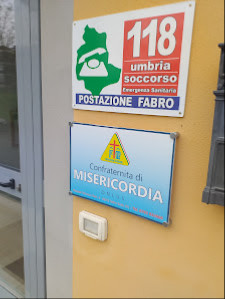 118
umbria
soccorso
Emergenza Sanitaria
POSTAZIONE FABRO
Confraternita di
MISERICORDIA